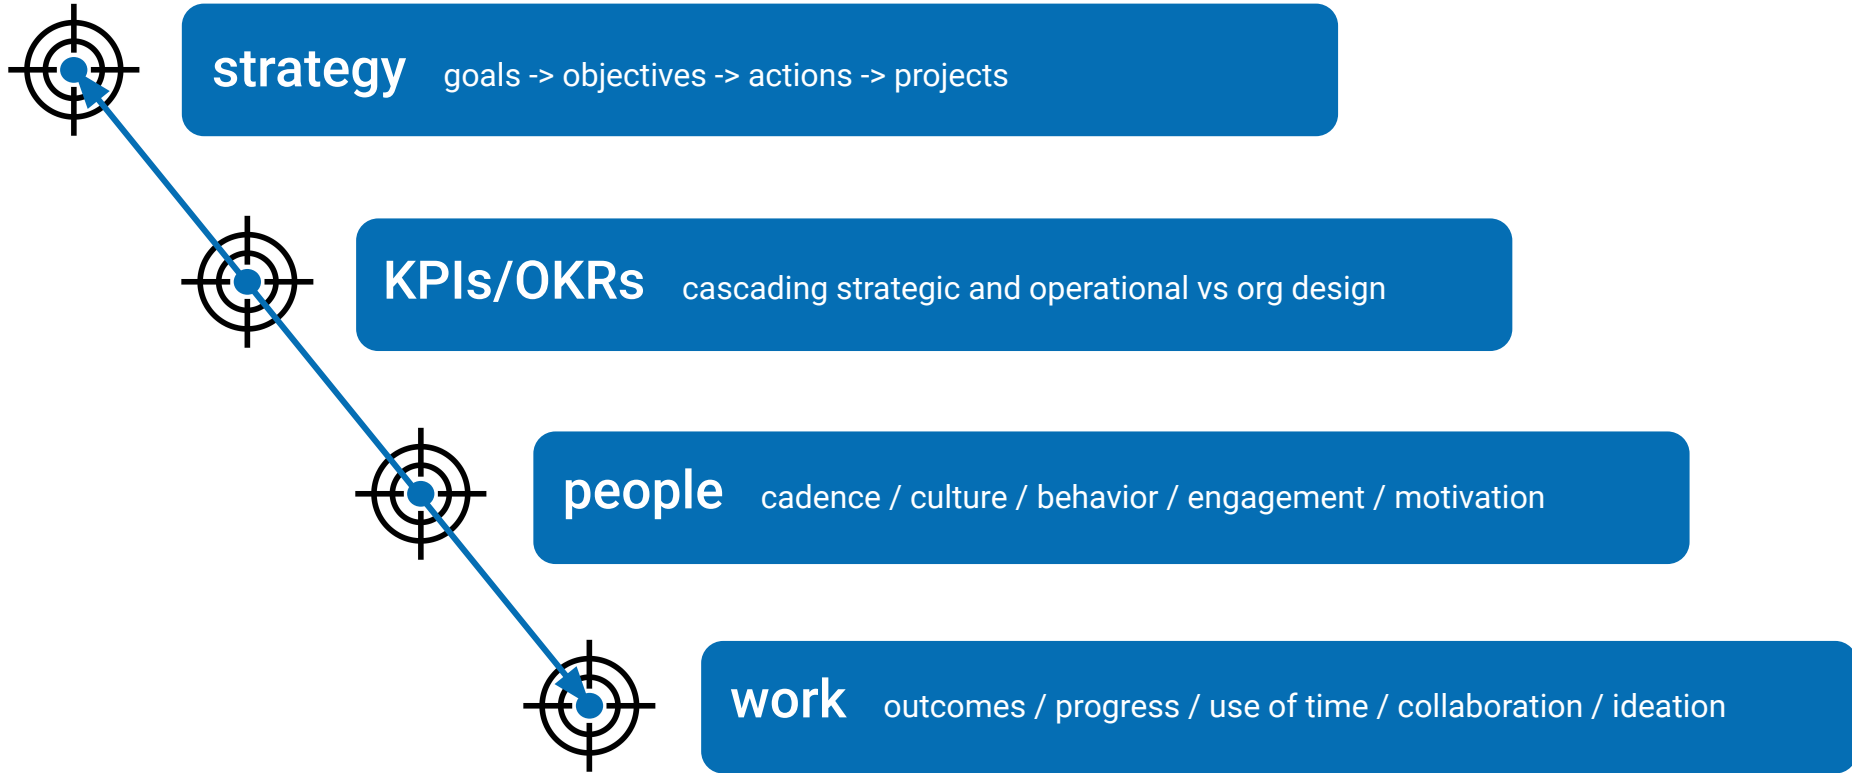 strategy goals -> objectives -> actions -> projects
KPIs/OKRs cascading strategic and operational vs org design
people cadence / culture / behavior / engagement / motivation
work outcomes / progress / use of time / collaboration / ideation